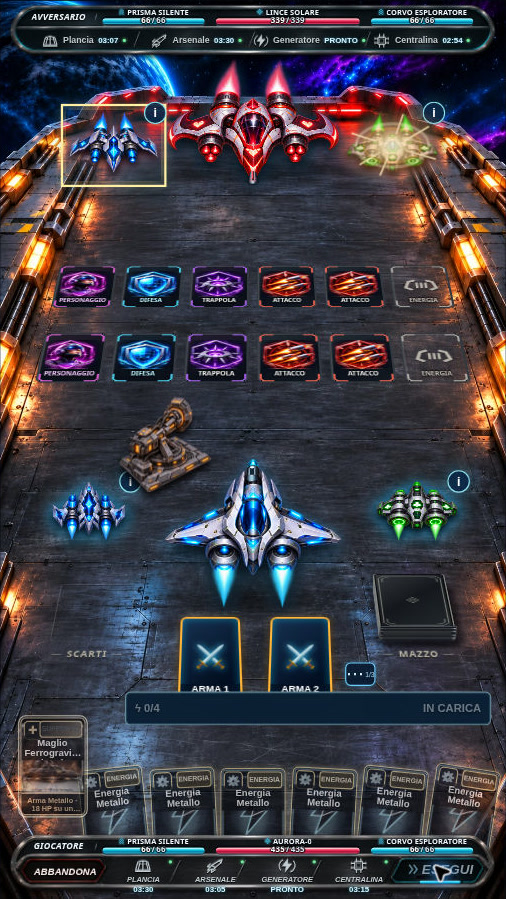 AVVERSARIO
PRISMA SILENTE
66/66
LINCE SOLARE
339/339
CORVO ESPLORATORE
66/66
Plancia 03:07
Arsenale 03:30
Generatore PRONTO
Centralina 02:54
i
i
PERSONAGGIO
DIFESA
TRAPPOLA
ATTACCO
ATTACCO
ENERGIA
PERSONAGGIO
DIFESA
TRAPPOLA
ATTACCO
ATTACCO
ENERGIA
i
i
SCARTI
MAZZO
ARMA 1
ARMA 2
1/3
0/4
IN CARICA
Maglio
Ferrogravi...
Arma Metallo ·
18 HP su un...
ENERGIA
Energia
Metallo
ENERGIA
Energia
Metallo
ENERGIA
Energia
Metallo
ENERGIA
Energia
Metallo
ENERGIA
Energia
Metallo
ENERGIA
Energia
Metallo
GIOCATORE
PRISMA SILENTE
66/66
AURORA-0
435/435
CORVO ESPLORATORE
66/66
ABBANDONA
PLANCIA
03:30
ARSENALE
03:05
GENERATORE
PRONTO
CENTRALINA
03:15
ESEGUI